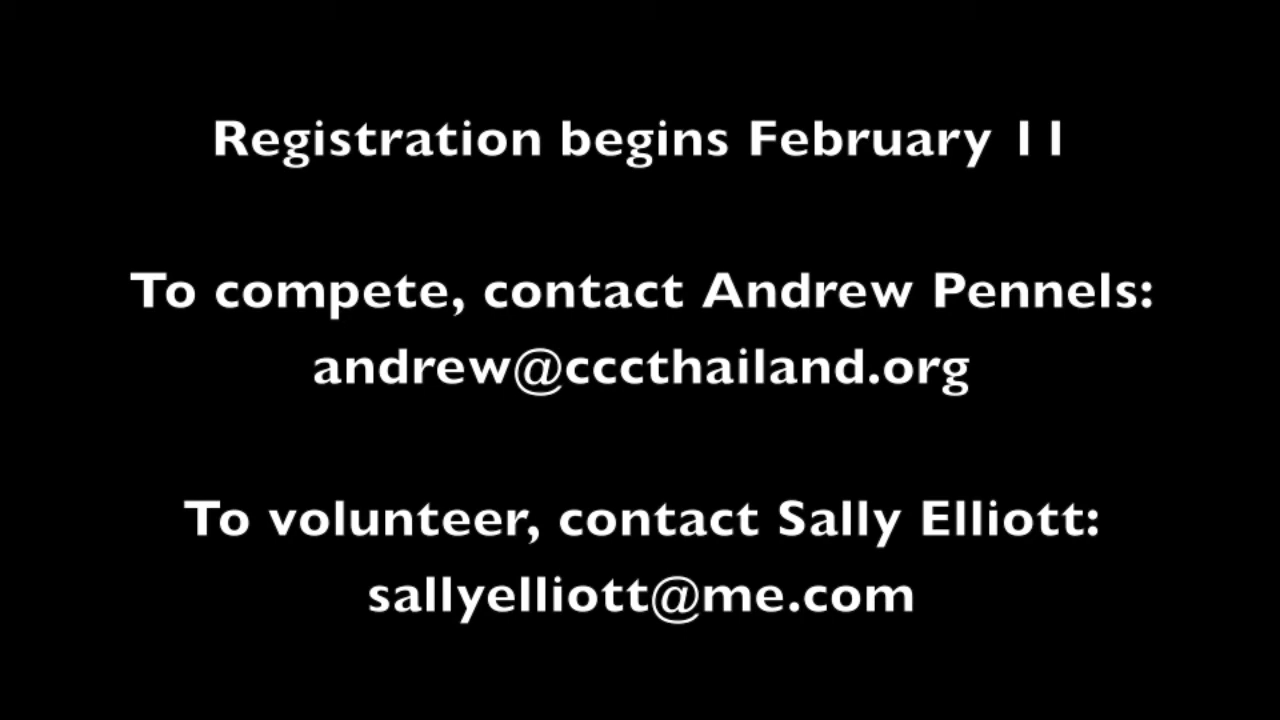 Registration begins February 11
To compete, contact Andrew Pennels:
andrew@cccthailand.org
To volunteer, contact Sally Elliott:
sallyelliott@me.com